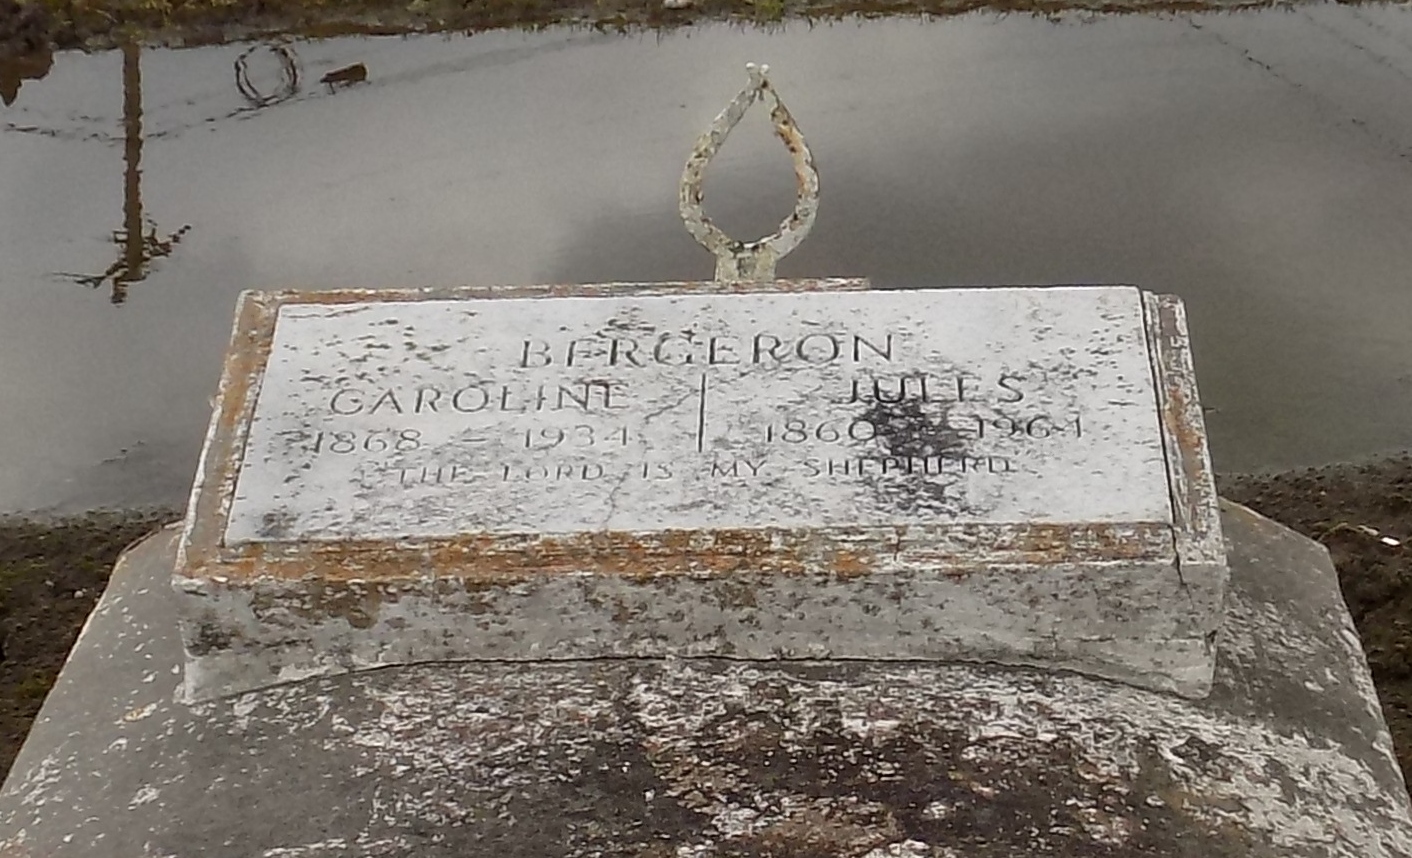 BERGERON
CAROLINE JULES
1868 - 1934 1860 - 1961
THE LORD IS MY SHEPHERD